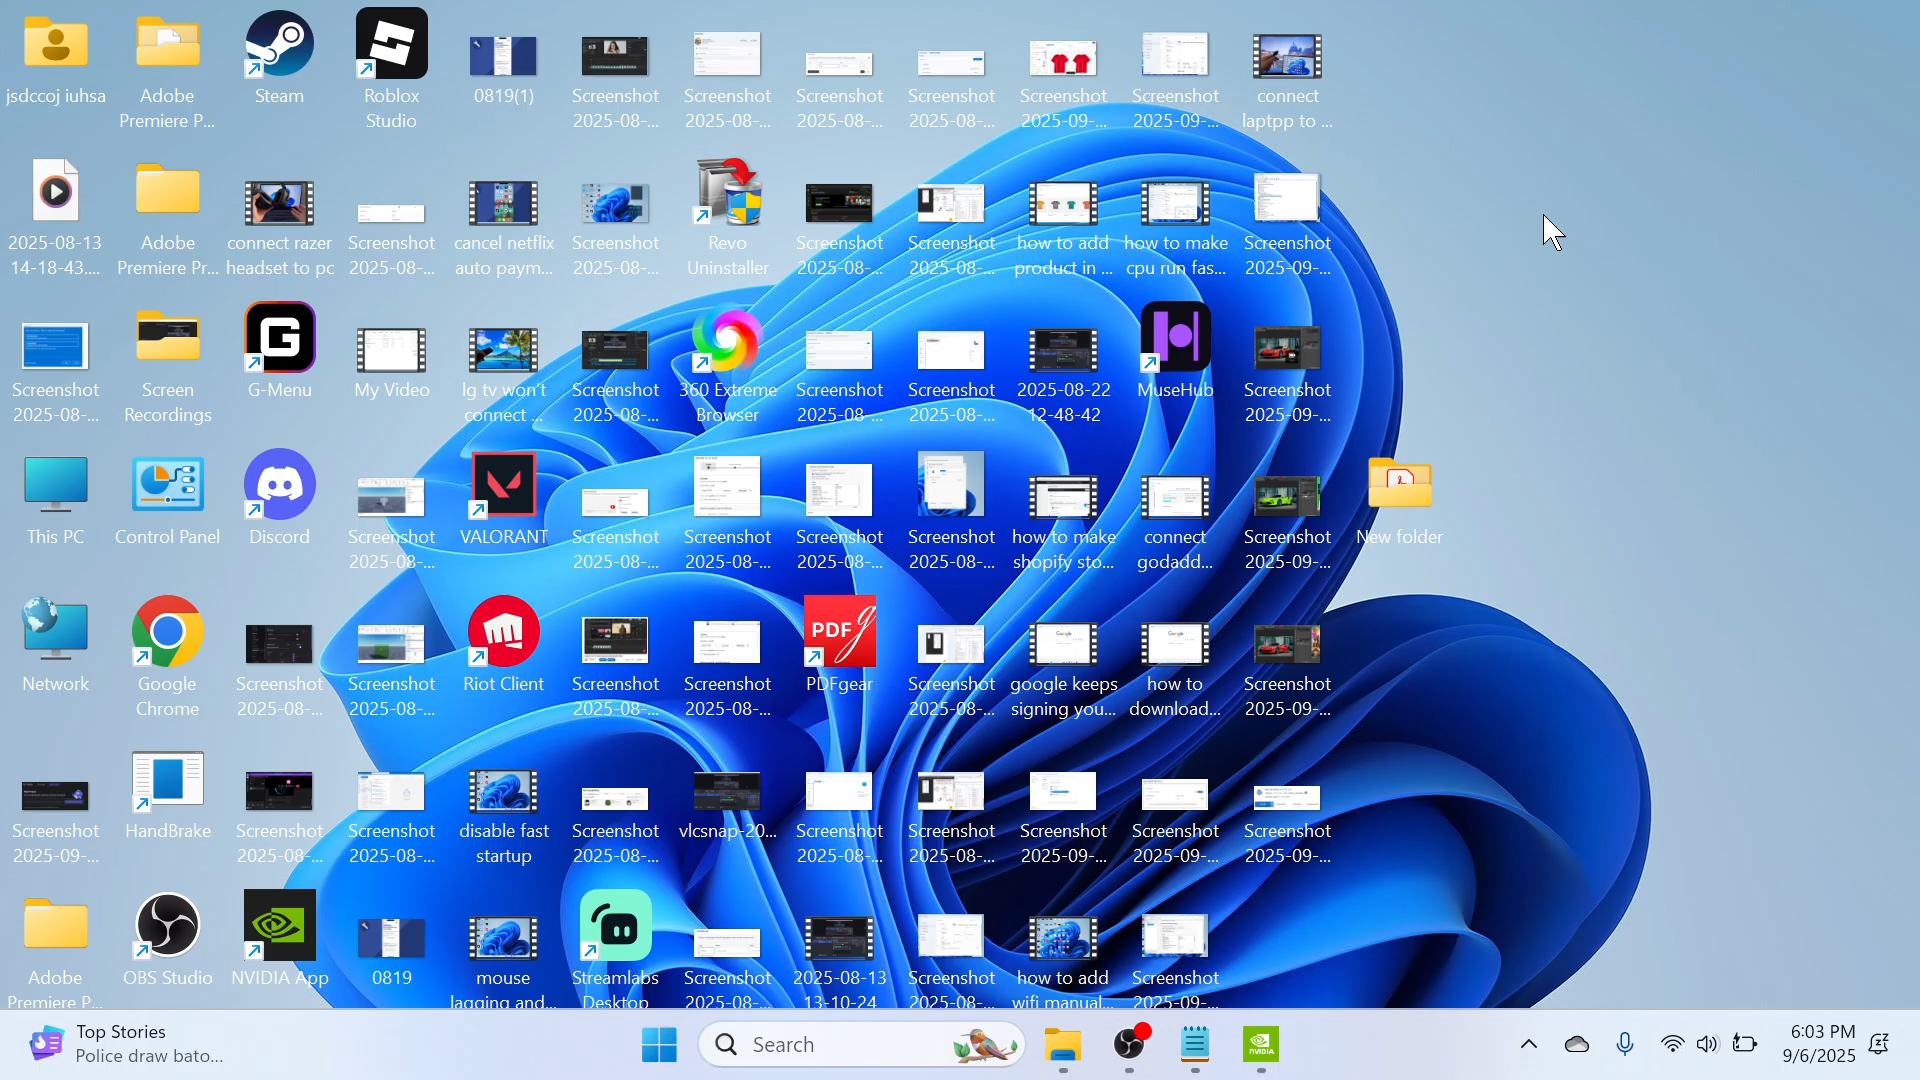 jsdccoj iuhsa
Adobe
Premiere P...
Steam
Roblox
Studio
0819(1)
Screenshot
2025-08-...
Screenshot
2025-08-...
Screenshot
2025-08-...
Screenshot
2025-08-...
Screenshot
2025-09-...
Screenshot
2025-09-...
connect
laptpp to ...
2025-08-13
14-18-43....
Adobe
Premiere Pr...
connect razer
headset to pc
Screenshot
2025-08-...
cancel netflix
auto paym...
Screenshot
2025-08-...
Revo
Uninstaller
Screenshot
2025-08-...
Screenshot
2025-08-...
how to add
product in ...
how to make
cpu run fas...
Screenshot
2025-09-...
Screenshot
2025-08-...
Screen
Recordings
G-Menu
My Video
lg tv won't
connect ...
Screenshot
2025-08-...
360 Extreme
Browser
Screenshot
2025-08-...
Screenshot
2025-08-...
2025-08-22
12-48-42
MuseHub
Screenshot
2025-09-...
This PC
Control Panel
Discord
Screenshot
2025-08-...
VALORANT
Screenshot
2025-08-...
Screenshot
2025-08-...
Screenshot
2025-08-...
Screenshot
2025-08-...
how to make
shopify sto...
connect
godadd...
Screenshot
2025-09-...
New folder
Network
Google
Chrome
Screenshot
2025-08-...
Screenshot
2025-08-...
Riot Client
Screenshot
2025-08-...
Screenshot
2025-08-...
PDF
PDFgear
Screenshot
2025-08-...
google keeps
signing you...
how to
download...
Screenshot
2025-09-...
Screenshot
2025-09-...
HandBrake
Screenshot
2025-08-...
Screenshot
2025-08-...
disable fast
startup
Screenshot
2025-08-...
vlcsnap-20...
Screenshot
2025-08-...
Screenshot
2025-08-...
Screenshot
2025-09-...
Screenshot
2025-09-...
Screenshot
2025-09-...
Adobe
Premiere P...
OBS Studio
NVIDIA App
0819
mouse
lagging and...
Streamlabs
Desktop
Screenshot
2025-08-...
2025-08-13
13-10-24
Screenshot
2025-08-...
how to add
wifi manual...
Screenshot
2025-09-...
Top Stories
Police draw bato...
Search
6:03 PM
9/6/2025